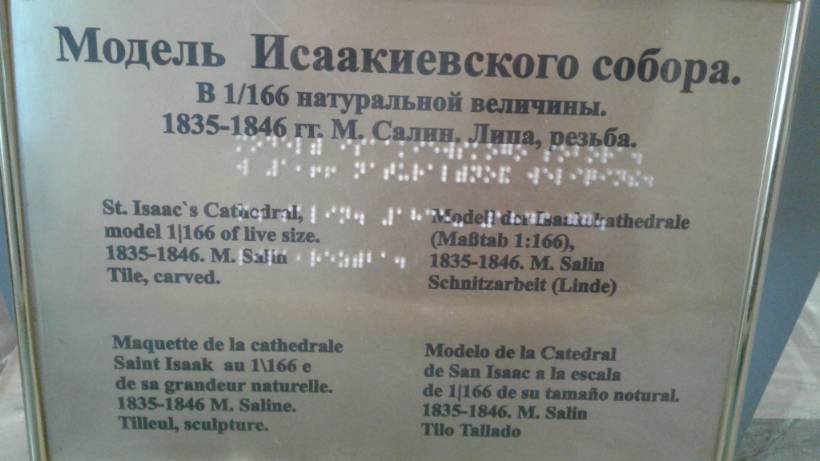 Модель Исаакиевского собора.
В 1/166 натуральной величины.
1835-1846 гг. М. Салин. Липа, резьба.
St. Isaac`s Cathedral,
model 1|166 of live size.
1835-1846. M. Salin
Tile, carved.
Modell der Isaakskathedrale
(Maßtab 1:166),
1835-1846. M. Salin
Schnitzarbeit (Linde)
Maquette de la cathedrale
Saint Isaak au 1\166 e
de sa grandeur naturelle.
1835-1846 M. Saline.
Tilleul, sculpture.
Modelo de la Catedral
de San Isaac a la escala
de 1|166 de su tamaño notural.
1835-1846. M. Salin
Tilo Tallado